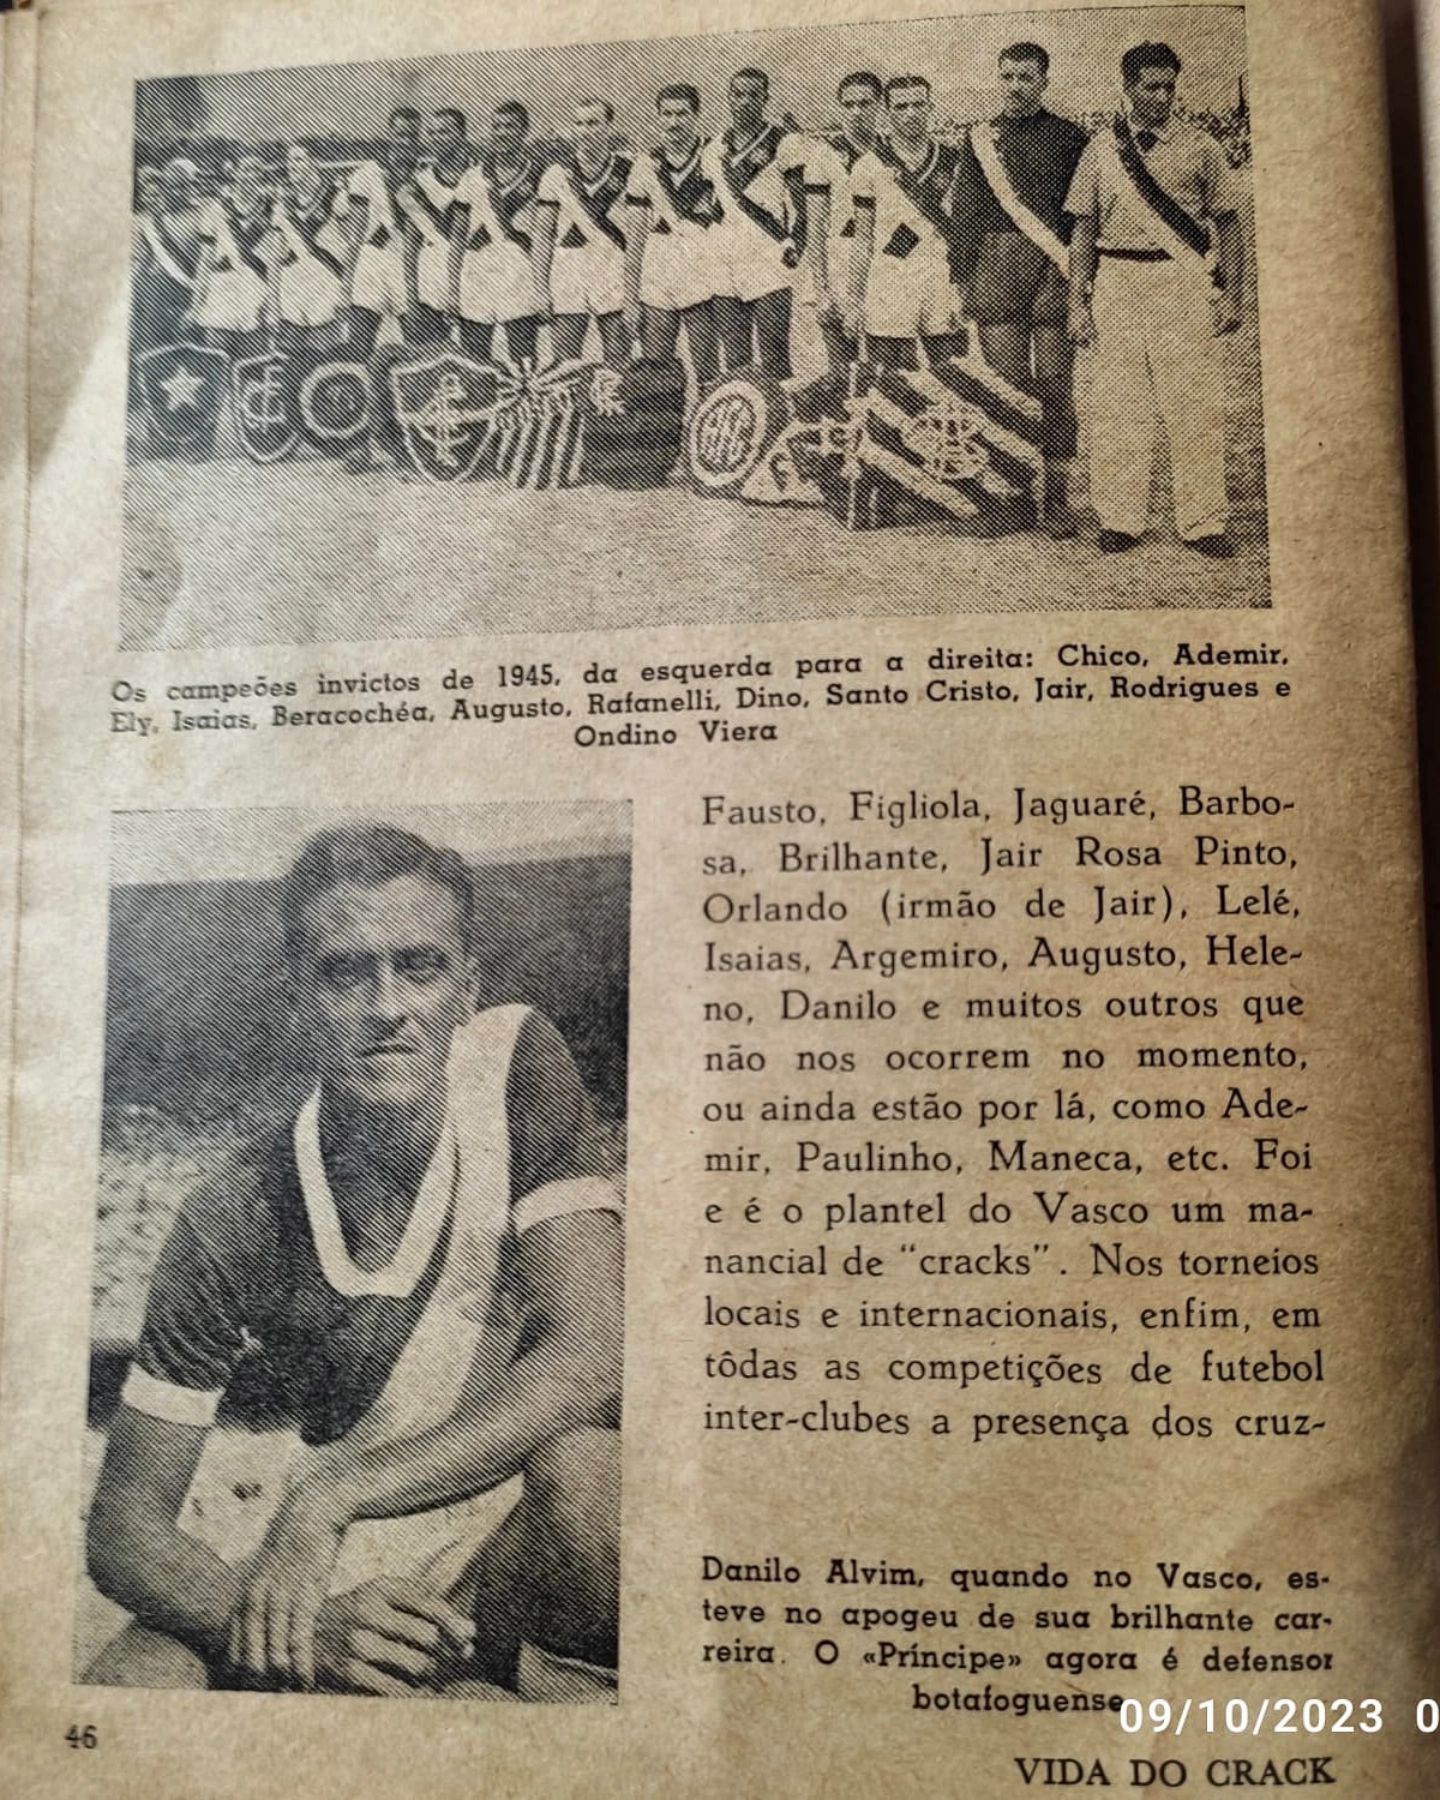 Os campeões invictos de 1945, da esquerda para a direita: Chico, Ademir,
Ely, Isaias, Beracochéa, Augusto, Rafanelli, Dino, Santo Cristo, Jair, Rodrigues e
Ondino Viera
Fausto, Figliola, Jaguaré, Barbo-
sa, Brilhante, Jair Rosa Pinto,
Orlando (irmão de Jair), Lelé,
Isaias, Argemiro, Augusto, Hele-
no, Danilo e muitos outros que
não nos ocorrem no momento,
ou ainda estão por lá, como Ade-
mir, Paulinho, Maneca, etc. Foi
e é o plantel do Vasco um ma-
nancial de "cracks". Nos torneios
locais e internacionais, enfim, em
tôdas as competições de futebol
inter-clubes a presença dos cruz-
Danilo Alvim, quando no Vasco, es-
teve no apogeu de sua brilhante car-
reira. O «Príncipe» agora é defensor
botafoguense
09/10/2023 0
46
VIDA DO CRACK